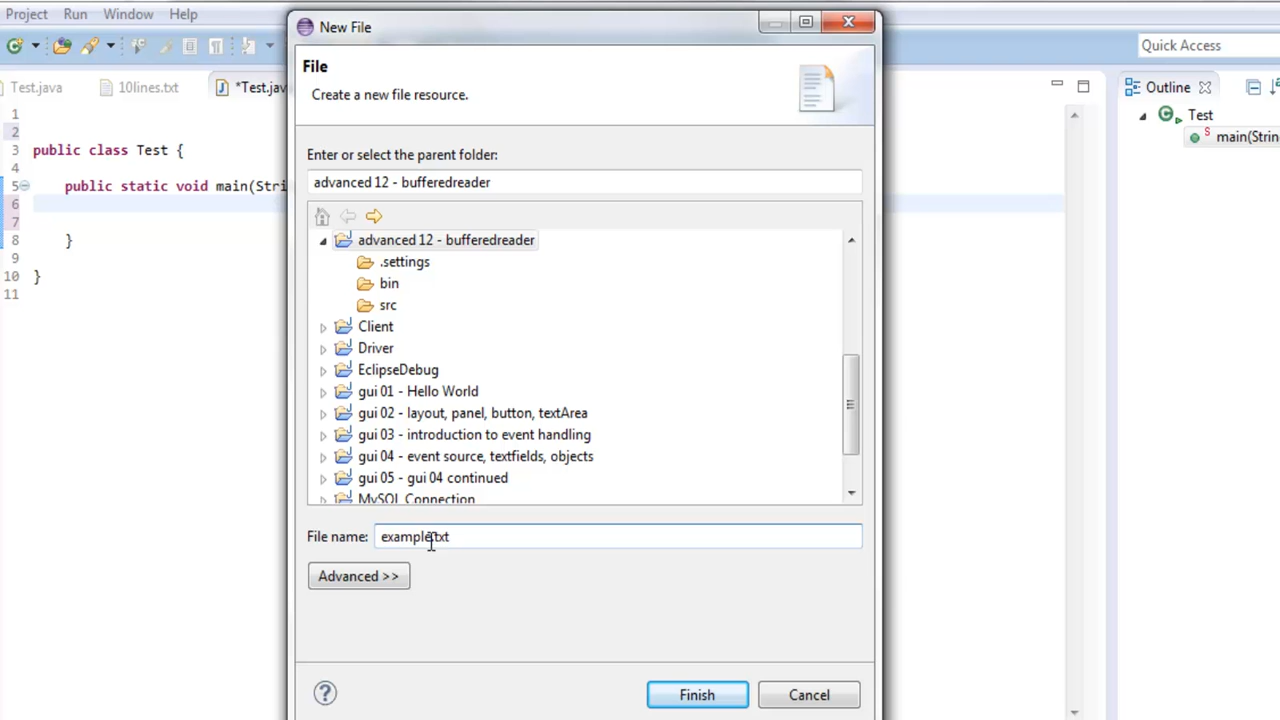 Project Run Window Help
New File
Quick Access
Test.java 10lines.txt *Test.jav
File
Create a new file resource.
Outline
Test
main(Strin
1
2
3 public class Test {
4
5 public static void main(Stri
6
7
8 }
9
10 }
11
Enter or select the parent folder:
advanced 12 - bufferedreader
advanced 12 - bufferedreader
.settings
bin
src
Client
Driver
EclipseDebug
gui 01 - Hello World
gui 02 - layout, panel, button, textArea
gui 03 - introduction to event handling
gui 04 - event source, textfields, objects
gui 05 - gui 04 continued
MySQL Connection
File name: example.txt
Advanced >>
Finish Cancel